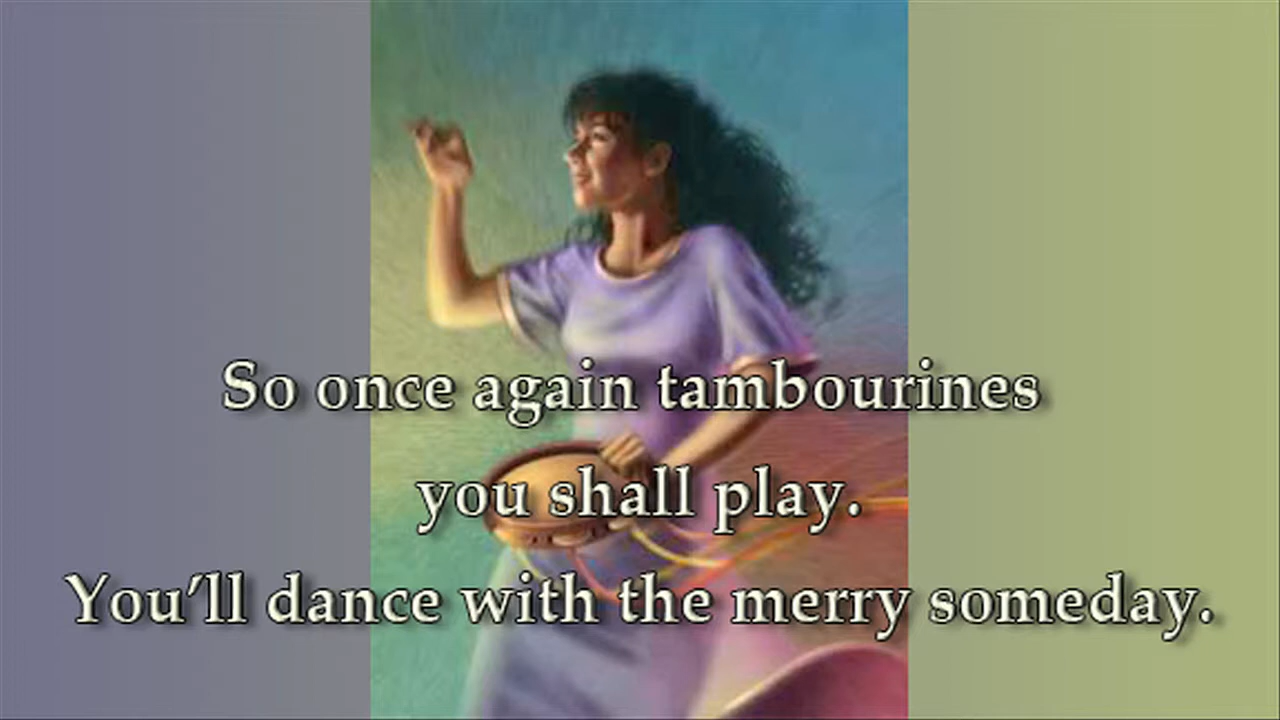 So once again tambourines
you shall play.
You’ll dance with the merry someday.